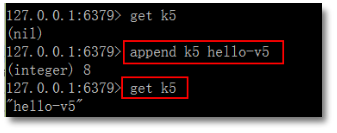 127.0.0.1:6379> get k5
(nil)
127.0.0.1:6379> append k5 hello-v5
(integer) 8
127.0.0.1:6379> get k5
"hello-v5"